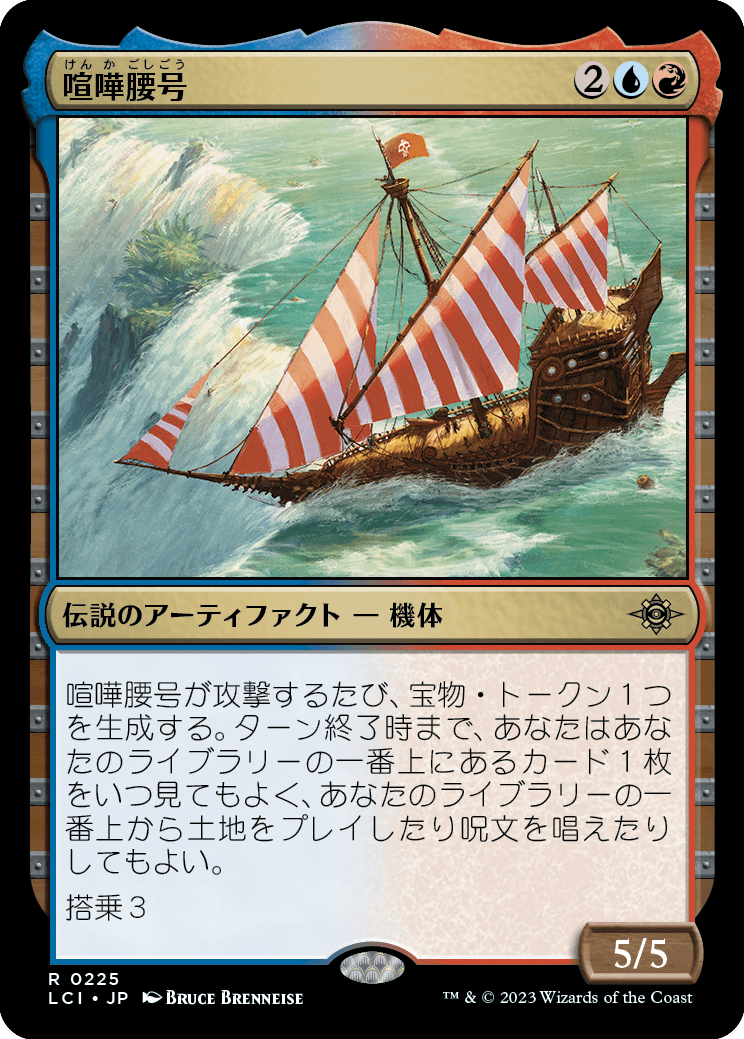 けんかごしごう
喧嘩腰号
2
伝説のアーティファクト — 機体
喧嘩腰号が攻撃するたび、宝物・トークン1つ
を生成する。ターン終了時まで、あなたはあな
たのライブラリーの一番上にあるカード1枚
をいつ見てもよく、あなたのライブラリーの一
番上から土地をプレイしたり呪文を唱えたり
してもよい。
搭乗3
5/5
R 0225
LCI • JP BRUCE BRENNEISE
™ & © 2023 Wizards of the Coast